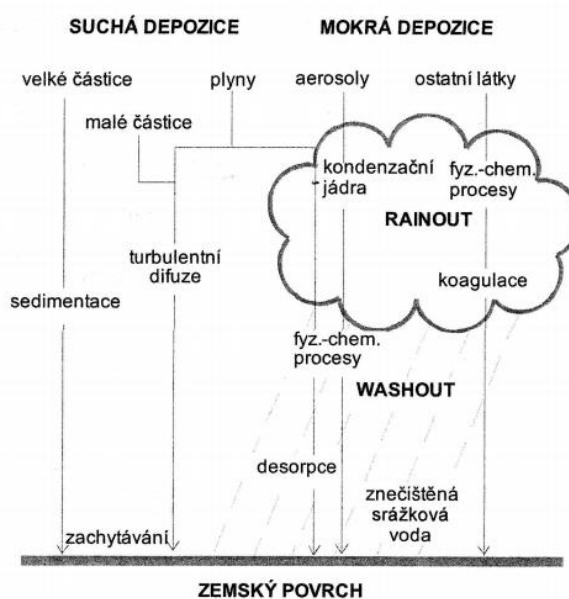 SUCHÁ DEPOZICE
MOKRÁ DEPOZICE
velké částice
plyny
aerosoly
ostatní látky
malé částice
kondenzační
jádra
fyz.-chem.
procesy
RAINOUT
turbulentní
difuze
sedimentace
koagulace
fyz.-chem.
procesy
WASHOUT
desorpce
znečištěná
srážková
voda
zachytávání
ZEMSKÝ POVRCH